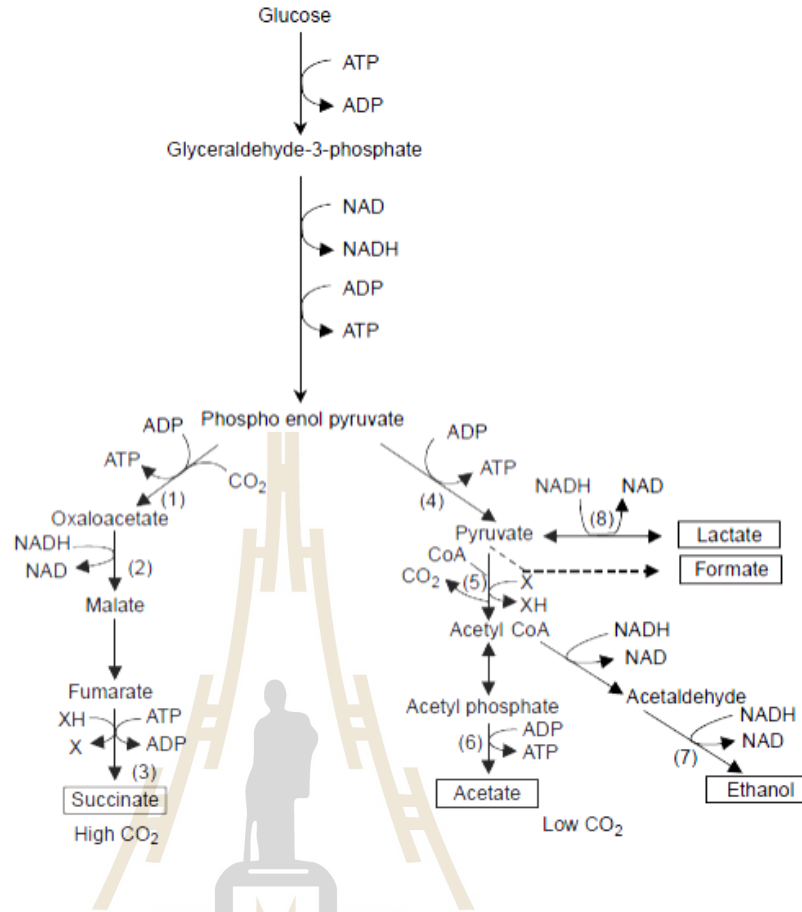 Glucose
ATP
ADP
Glyceraldehyde-3-phosphate
NAD
NADH
ADP
ATP
Phospho enol pyruvate
ADP
ATP
CO₂
(1)
Oxaloacetate
NADH
NAD
(2)
Malate
Fumarate
XH
ATP
X
ADP
(3)
Succinate
High CO₂
ADP
ATP
(4)
Pyruvate
NADH
NAD
(8)
Lactate
Formate
CoA
CO₂
(5)
X
XH
Acetyl CoA
NADH
NAD
Acetaldehyde
NADH
NAD
(7)
Ethanol
Acetyl phosphate
ADP
ATP
(6)
Acetate
Low CO₂